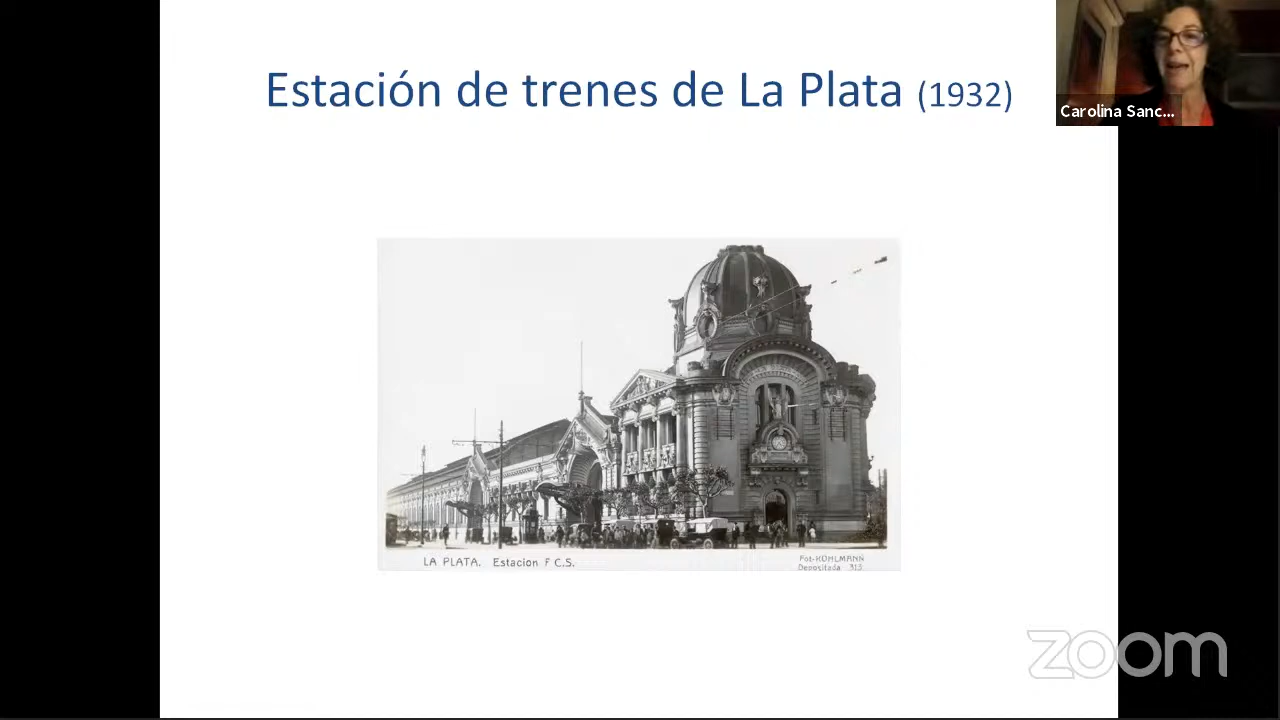 Estación de trenes de La Plata (1932)
Carolina Sanc...
LA PLATA. Estacion F C.S.
Fot-KOHLMANN
Depositada 313
zoom